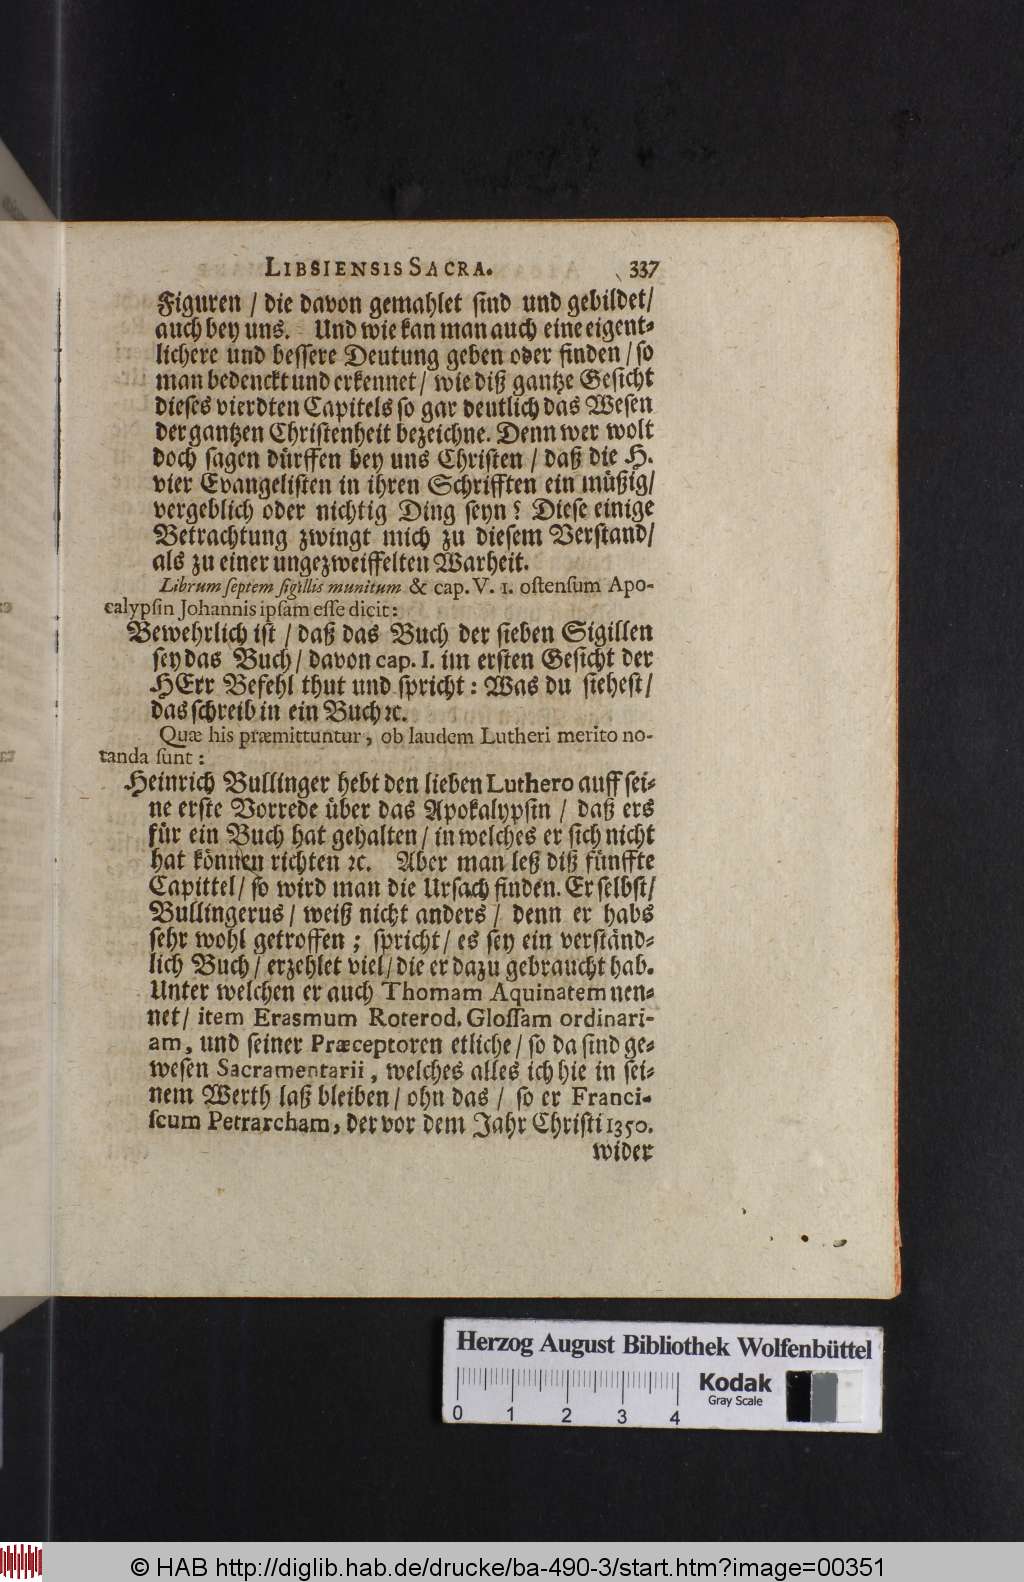 LIBSIENSIS SACRA. 337
Figuren / die davon gemahlet sind und gebildet/
auch bey uns. Und wie kan man auch eine eigent-
lichere und bessere Deutung geben oder finden / so
man bedenckt und erkennet / wie diß gantze Gesicht
dieses vierdten Capitels so gar deutlich das Wesen
der gantzen Christenheit bezeichne. Denn wer wolt
doch sagen dürffen bey uns Christen / daß die H.
vier Evangelisten in ihren Schrifften ein müßig/
vergeblich oder nichtig Ding seyn? Diese einige
Betrachtung zwingt mich zu diesem Verstand/
als zu einer ungezweiffelten Warheit.
Librum septem sigillis munitum & cap. V. 1. ostensum Apo-
calypsin Johannis ipsam esse dicit:
Bewehrlich ist / daß das Buch der sieben Sigillen
sey das Buch / davon cap. I. im ersten Gesicht der
HErr Befehl thut und spricht: Was du siehest/
das schreib in ein Buch ꝛc.
Quæ his præmittuntur, ob laudem Lutheri merito no-
tanda sunt:
Heinrich Bullinger hebt den lieben Luthero auff sei-
ne erste Vorrede über das Apokalypsin / daß ers
für ein Buch hat gehalten / in welches er sich nicht
hat können richten ꝛc. Aber man leß diß fünffte
Capittel / so wird man die Ursach finden. Er selbst/
Bullingerus / weiß nicht anders / denn er habs
sehr wohl getroffen; spricht / es sey ein verständ-
lich Buch / erzehlet viel / die er dazu gebraucht hab.
Unter welchen er auch Thomam Aquinatem nen-
net / item Erasmum Roterod. Glossam ordinari-
am, und seiner Præceptoren etliche / so da sind ge-
wesen Sacramentarii, welches alles ich hie in sei-
nem Werth laß bleiben / ohn das / so er Franci-
scum Petrarcham, der vor dem Jahr Christi 1350.
wider
Herzog August Bibliothek Wolfenbüttel
Kodak
Gray Scale
0 1 2 3 4
© HAB http://diglib.hab.de/drucke/ba-490-3/start.htm?image=00351